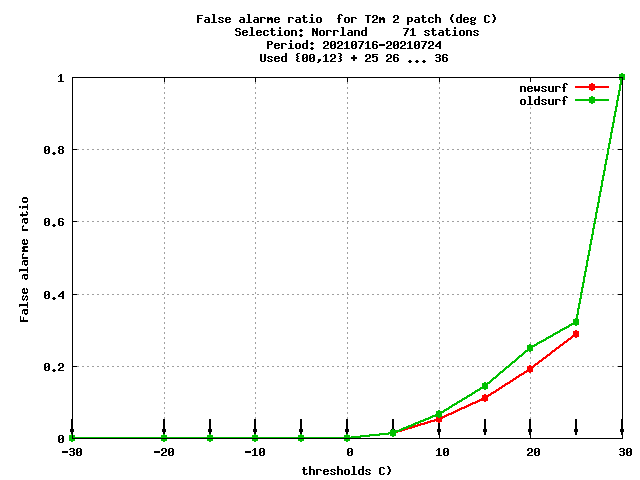 False alarme ratio  for T2m 2 patch (deg C)
Selection: Norrland     71 stations
Period: 20210716-20210724
Used {00,12} + 25 26 ... 36
newsurf
oldsurf
1
0.8
0.6
0.4
0.2
0
False alarme ratio
-30 -20 -10 0 10 20 30
thresholds C)